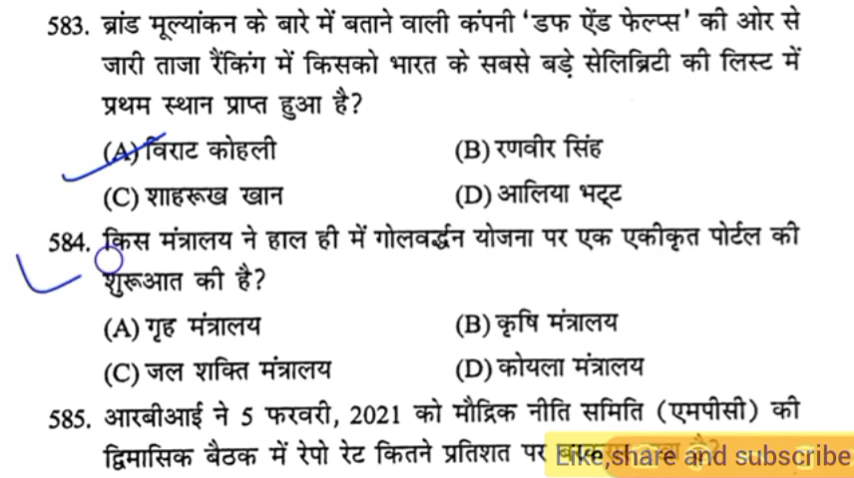 583. ब्रांड मूल्यांकन के बारे में बताने वाली कंपनी 'डफ ऐंड फेल्प्स' की ओर से
जारी ताजा रैंकिंग में किसको भारत के सबसे बड़े सेलिब्रिटी की लिस्ट में
प्रथम स्थान प्राप्त हुआ है?
(A) विराट कोहली (B) रणवीर सिंह
(C) शाहरूख खान (D) आलिया भट्ट
584. किस मंत्रालय ने हाल ही में गोलवर्द्धन योजना पर एक एकीकृत पोर्टल की
शुरूआत की है?
(A) गृह मंत्रालय (B) कृषि मंत्रालय
(C) जल शक्ति मंत्रालय (D) कोयला मंत्रालय
585. आरबीआई ने 5 फरवरी, 2021 को मौद्रिक नीति समिति (एमपीसी) की
द्विमासिक बैठक में रेपो रेट कितने प्रतिशत पर
Like,share and subscribe